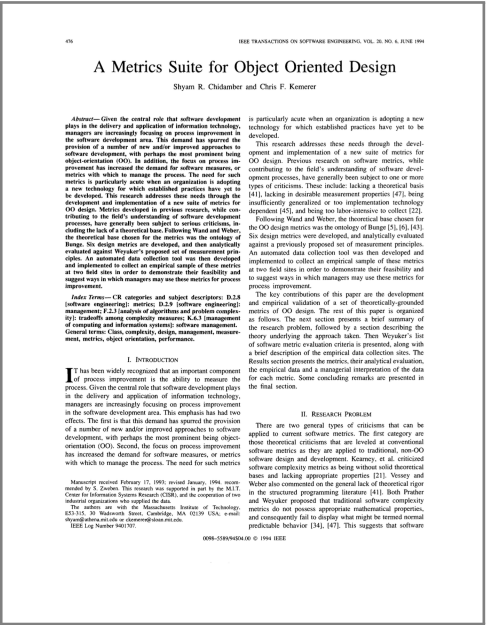 476
IEEE TRANSACTIONS ON SOFTWARE ENGINEERING, VOL. 20, NO. 6, JUNE 1994
A Metrics Suite for Object Oriented Design
Shyam R. Chidamber and Chris F. Kemerer
Abstract—Given the central role that software development
plays in the delivery and application of information technology,
managers are increasingly focusing on process improvement in
the software development area. This demand has spurred the
provision of a number of new and/or improved approaches to
software development, with perhaps the most prominent being
object-orientation (OO). In addition, the focus on process im-
provement has increased the demand for software measures, or
metrics with which to manage the process. The need for such
metrics is particularly acute when an organization is adopting
a new technology for which established practices have yet to
be developed. This research addresses these needs through the
development and implementation of a new suite of metrics for
OO design. Metrics developed in previous research, while con-
tributing to the field's understanding of software development
processes, have generally been subject to serious criticisms, in-
cluding the lack of a theoretical base. Following Wand and Weber,
the theoretical base chosen for the metrics was the ontology of
Bunge. Six design metrics are developed, and then analytically
evaluated against Weyuker's proposed set of measurement prin-
ciples. An automated data collection tool was then developed
and implemented to collect an empirical sample of these metrics
at two field sites in order to demonstrate their feasibility and
suggest ways in which managers may use these metrics for process
improvement.
Index Terms—CR categories and subject descriptors: D.2.8
[software engineering]: metrics; D.2.9 [software engineering]:
management; F.2.3 [analysis of algorithms and problem complex-
ity]: tradeoffs among complexity measures; K.6.3 [management
of computing and information systems]: software management.
General terms: Class, complexity, design, management, measure-
ment, metrics, object orientation, performance.
I. INTRODUCTION
IT has been widely recognized that an important component
of process improvement is the ability to measure the
process. Given the central role that software development plays
in the delivery and application of information technology,
managers are increasingly focusing on process improvement
in the software development area. This emphasis has had two
effects. The first is that this demand has spurred the provision
of a number of new and/or improved approaches to software
development, with perhaps the most prominent being object-
orientation (OO). Second, the focus on process improvement
has increased the demand for software measures, or metrics
with which to manage the process. The need for such metrics
Manuscript received February 17, 1993; revised January, 1994. recom-
mended by S. Zweben. This research was supported in part by the M.I.T.
Center for Information Systems Research (CISR), and the cooperation of two
industrial organizations who supplied the data.
The authors are with the Massachusetts Institute of Technology,
E53-315, 30 Wadsworth Street, Cambridge, MA 02139 USA; e-mail:
shyam@athena.mit.edu or ckemerer@sloan.mit.edu.
IEEE Log Number 9401707.
is particularly acute when an organization is adopting a new
technology for which established practices have yet to be
developed.
This research addresses these needs through the devel-
opment and implementation of a new suite of metrics for
OO design. Previous research on software metrics, while
contributing to the field's understanding of software devel-
opment processes, have generally been subject to one or more
types of criticisms. These include: lacking a theoretical basis
[41], lacking in desirable measurement properties [47], being
insufficiently generalized or too implementation technology
dependent [45], and being too labor-intensive to collect [22].
Following Wand and Weber, the theoretical base chosen for
the OO design metrics was the ontology of Bunge [5], [6], [43].
Six design metrics were developed, and analytically evaluated
against a previously proposed set of measurement principles.
An automated data collection tool was then developed and
implemented to collect an empirical sample of these metrics
at two field sites in order to demonstrate their feasibility and
to suggest ways in which managers may use these metrics for
process improvement.
The key contributions of this paper are the development
and empirical validation of a set of theoretically-grounded
metrics of OO design. The rest of this paper is organized
as follows. The next section presents a brief summary of
the research problem, followed by a section describing the
theory underlying the approach taken. Then Weyuker's list
of software metric evaluation criteria is presented, along with
a brief description of the empirical data collection sites. The
Results section presents the metrics, their analytical evaluation,
the empirical data and a managerial interpretation of the data
for each metric. Some concluding remarks are presented in
the final section.
II. RESEARCH PROBLEM
There are two general types of criticisms that can be
applied to current software metrics. The first category are
those theoretical criticisms that are leveled at conventional
software metrics as they are applied to traditional, non-OO
software design and development. Kearney, et al. criticized
software complexity metrics as being without solid theoretical
bases and lacking appropriate properties [21]. Vessey and
Weber also commented on the general lack of theoretical rigor
in the structured programming literature [41]. Both Prather
and Weyuker proposed that traditional software complexity
metrics do not possess appropriate mathematical properties,
and consequently fail to display what might be termed normal
predictable behavior [34], [47]. This suggests that software
0098-5589/94$04.00 © 1994 IEEE